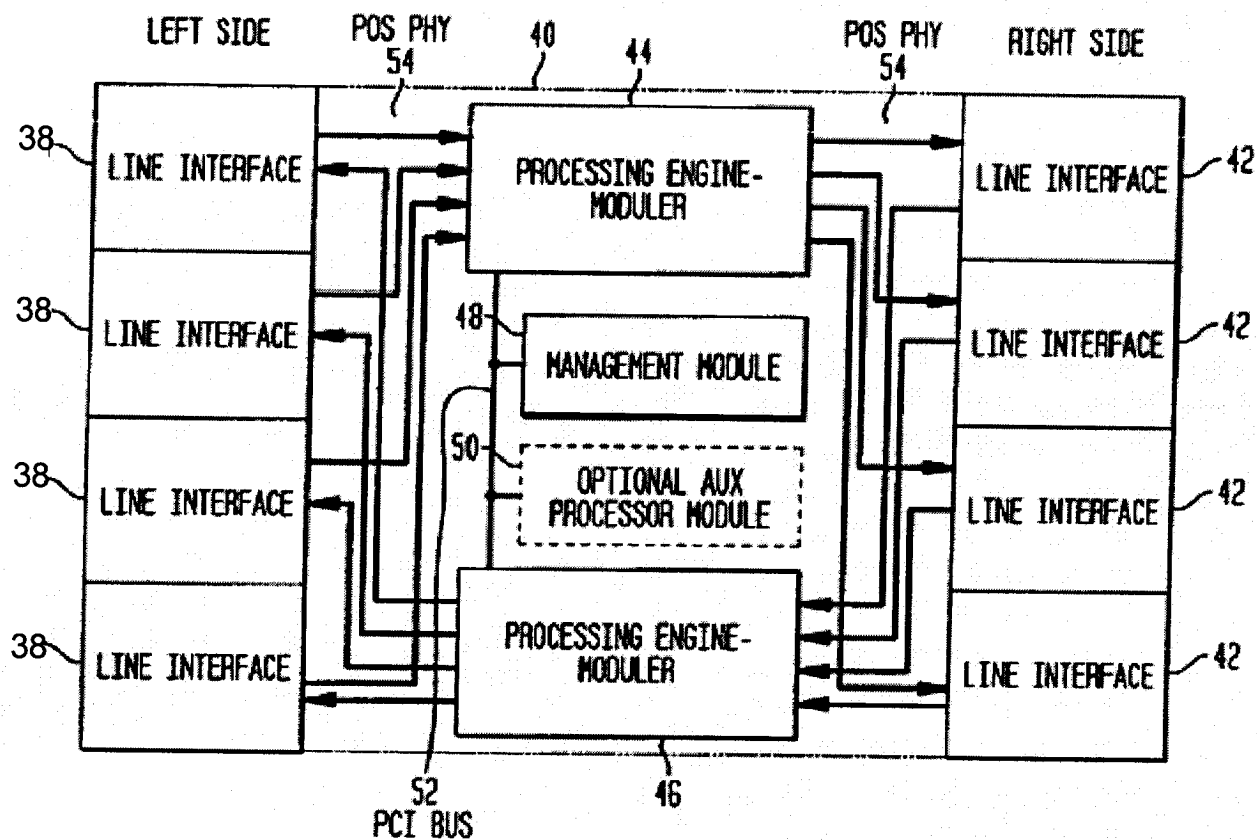 LEFT SIDE
POS PHY
54
40
44
POS PHY
54
RIGHT SIDE
38
LINE INTERFACE
PROCESSING ENGINE-
MODULER
LINE INTERFACE
42
38
LINE INTERFACE
48
MANAGEMENT MODULE
LINE INTERFACE
42
38
LINE INTERFACE
50
OPTIONAL AUX
PROCESSOR MODULE
LINE INTERFACE
42
38
LINE INTERFACE
PROCESSING ENGINE-
MODULER
LINE INTERFACE
42
52
PCI BUS
46